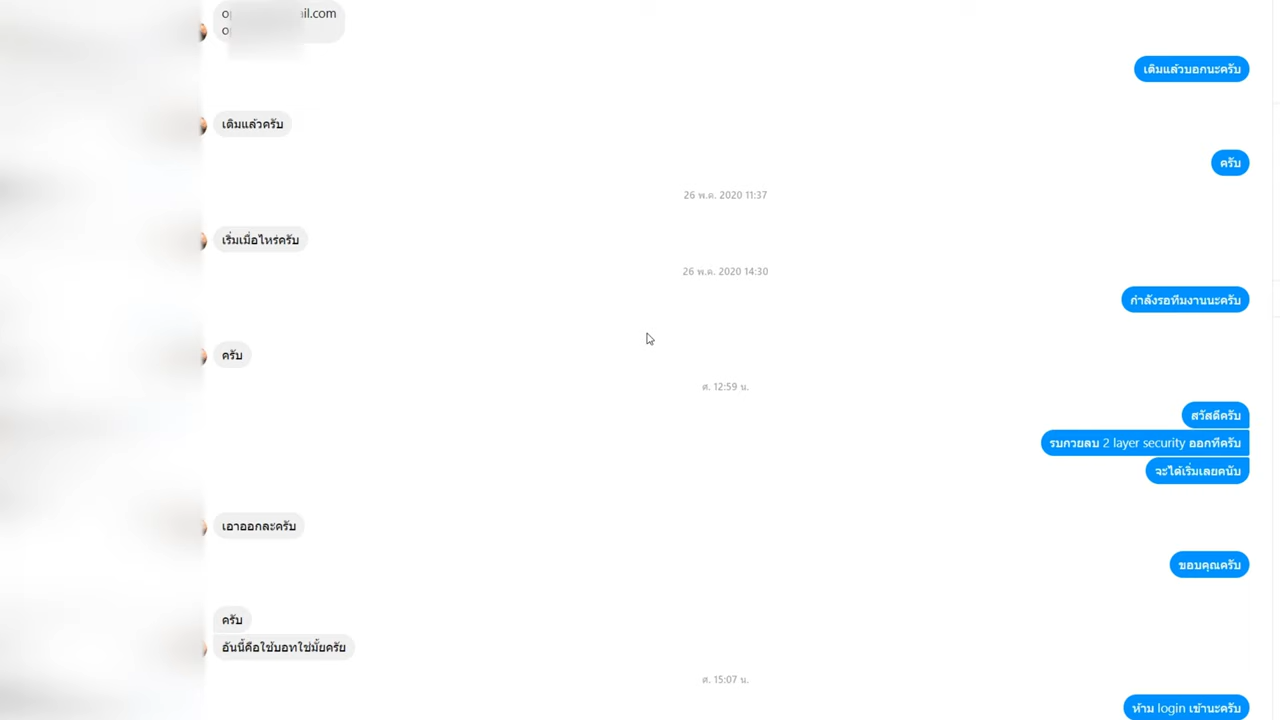 il.com
เติมแล้วบอกนะครับ
เติมแล้วครับ
ครับ
26 พ.ค. 2020 11:37
เริ่มเมื่อไหร่ครับ
26 พ.ค. 2020 14:30
กำลังรอทีมงานนะครับ
ครับ
ศ. 12:59 น.
สวัสดีครับ
รบกวยลบ 2 layer security ออกทีครับ
จะได้เริ่มเลยคนับ
เอาออกละครับ
ขอบคุณครับ
ครับ
อันนี้คือใช้บอทใช่มั้ยครัย
ศ. 15:07 น.
ห้าม login เข้านะครับ